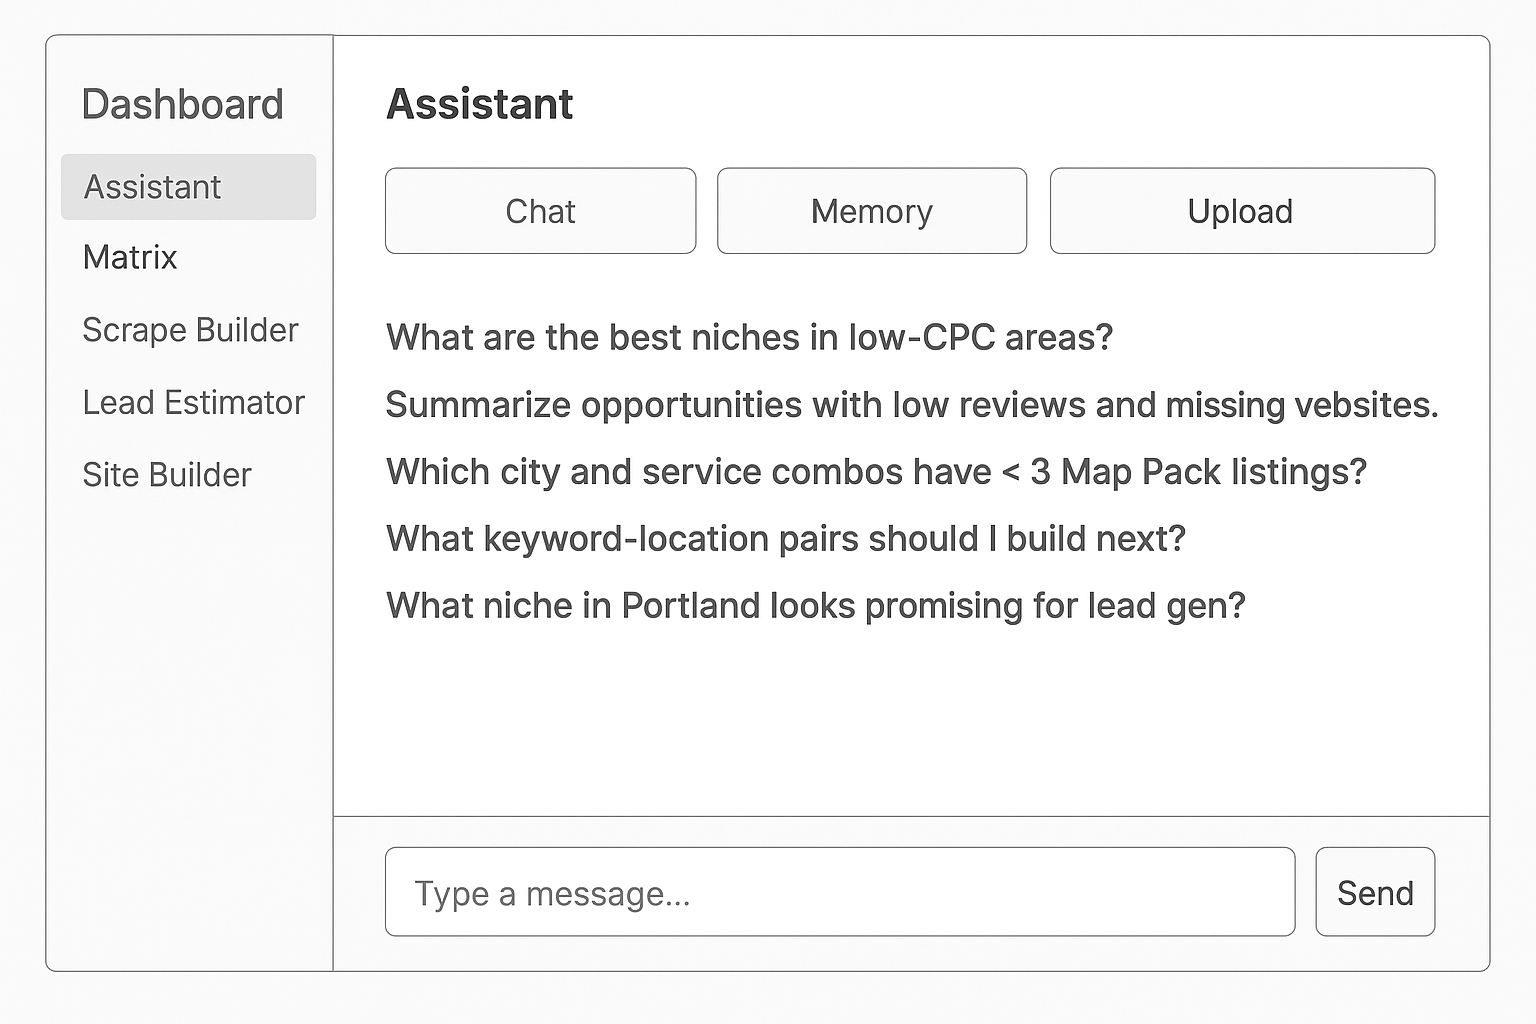 Dashboard
Assistant
Matrix
Scrape Builder
Lead Estimator
Site Builder
Assistant
Chat
Memory
Upload
What are the best niches in low-CPC areas?
Summarize opportunities with low reviews and missing vebsites.
Which city and service combos have < 3 Map Pack listings?
What keyword-location pairs should I build next?
What niche in Portland looks promising for lead gen?
Type a message...
Send